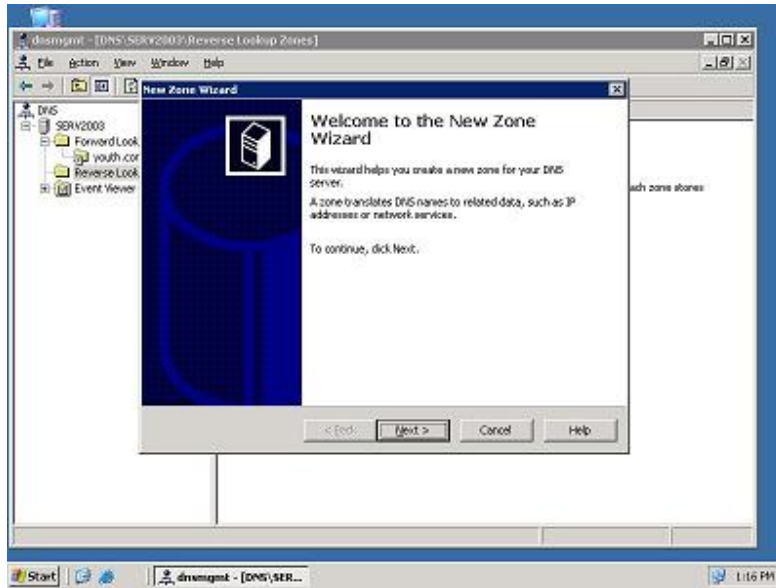 dnsmgmt - [DNS\SERV2003\Reverse Lookup Zones]
File Action View Window Help
New Zone Wizard
DNS
SERV2003
Forward Look
youth.cor
Reverse Look
Event Viewer
Welcome to the New Zone
Wizard
This wizard helps you create a new zone for your DNS
server.
A zone translates DNS names to related data, such as IP
addresses or network services.
To continue, click Next.
ach zone stores
< Back
Next >
Cancel
Help
Start
dnsmgmt - [DNS\SER...
1:16 PM